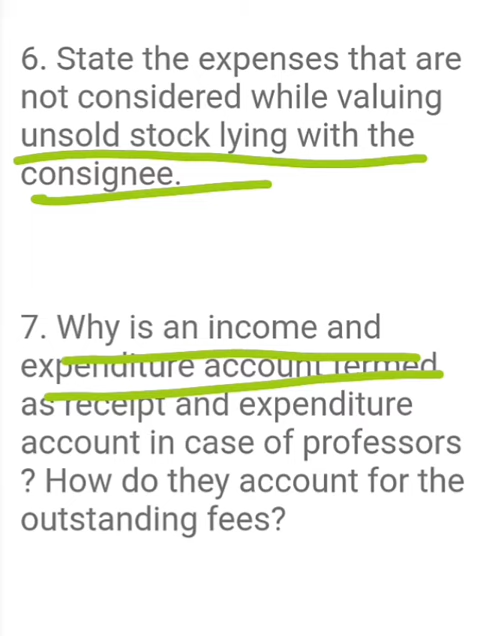 6. State the expenses that are
not considered while valuing
unsold stock lying with the
consignee.
7. Why is an income and
expenditure account termed
as receipt and expenditure
account in case of professors
? How do they account for the
outstanding fees?